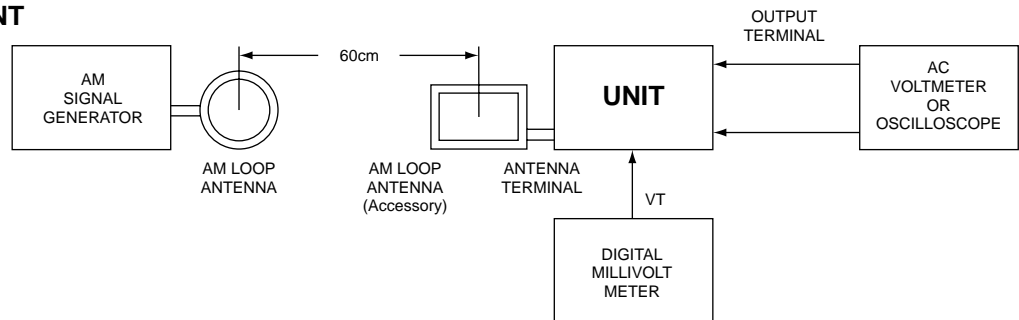 NT
OUTPUT
TERMINAL
60cm
AM
SIGNAL
GENERATOR
UNIT
AC
VOLTMETER
OR
OSCILLOSCOPE
AM LOOP
ANTENNA
AM LOOP
ANTENNA
(Accessory)
ANTENNA
TERMINAL
VT
DIGITAL
MILLIVOLT
METER